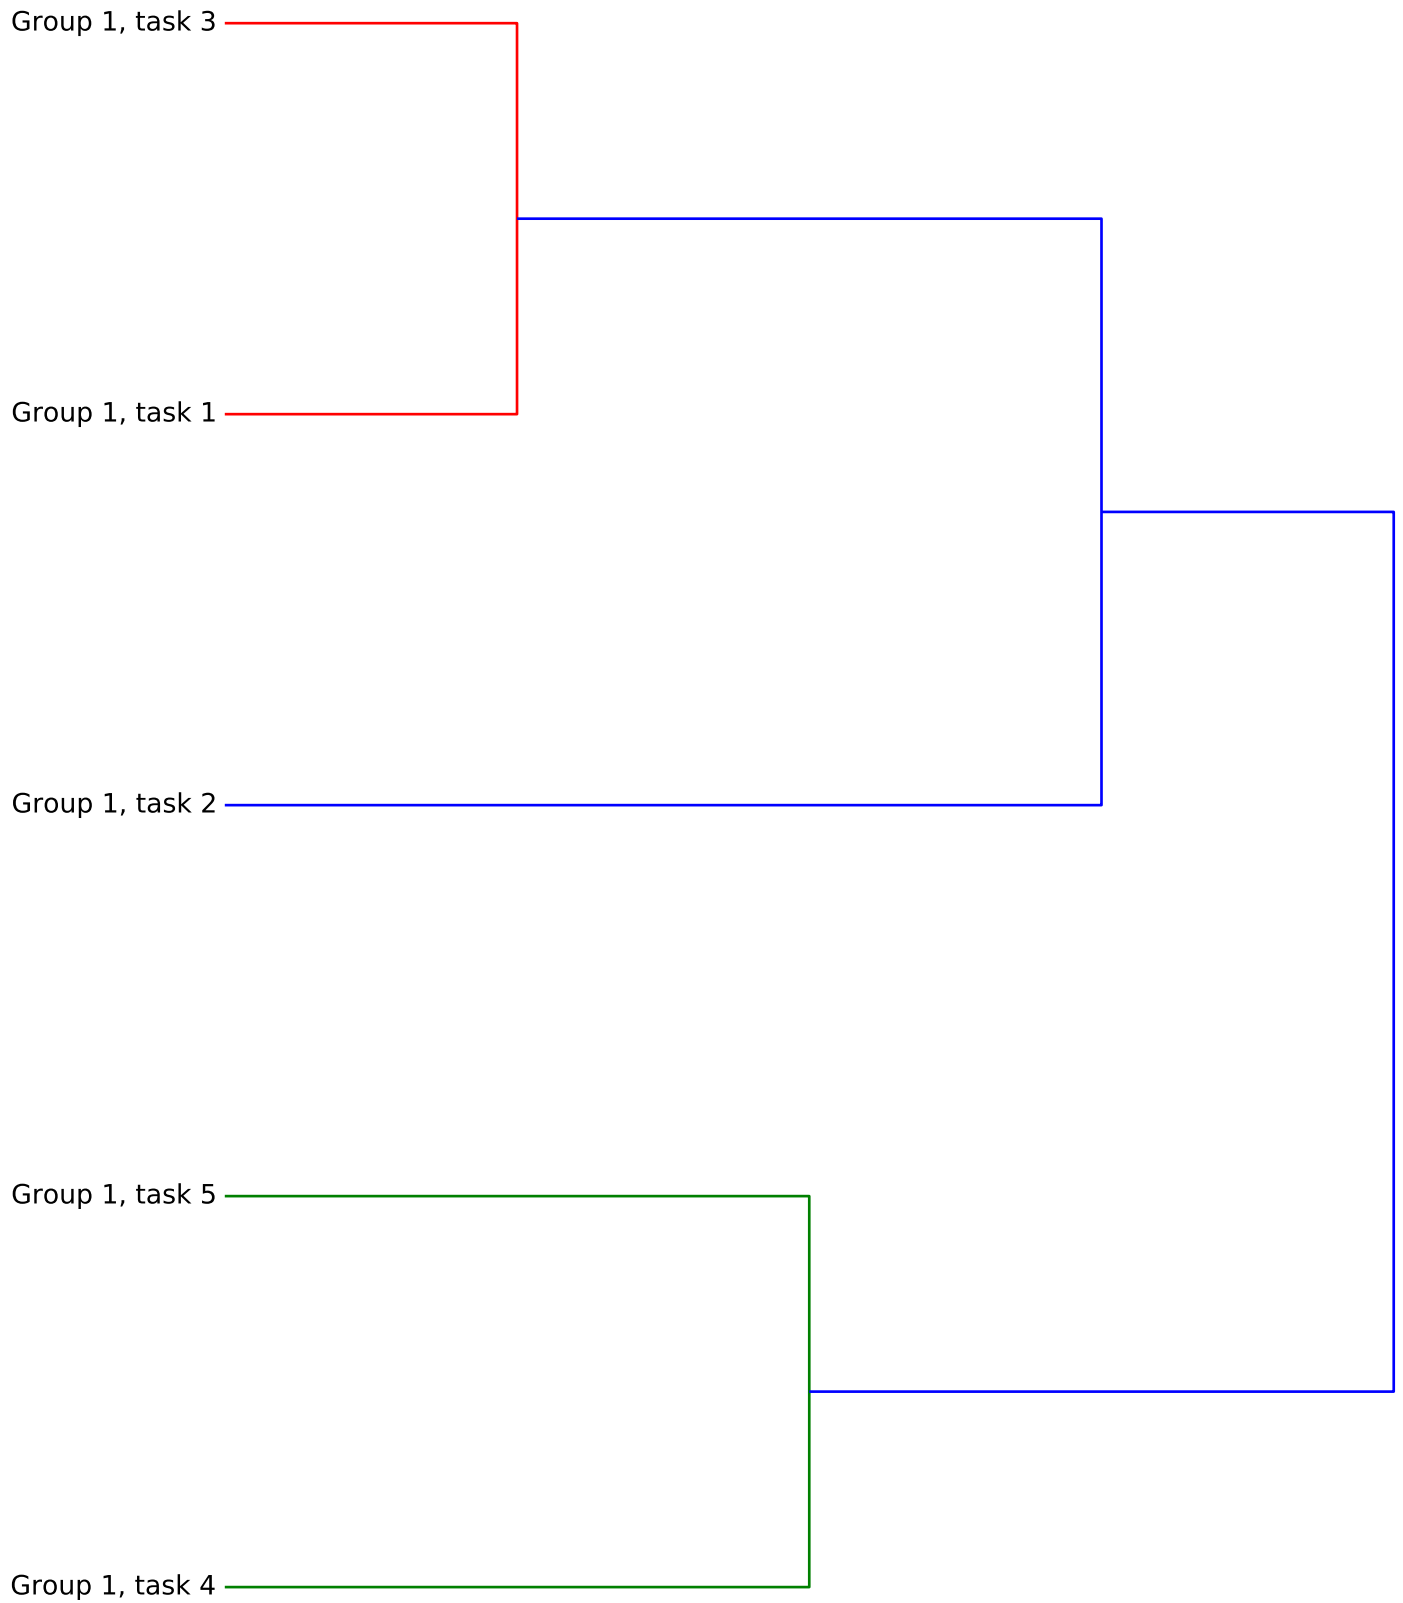 Group 1, task 3
Group 1, task 1
Group 1, task 2
Group 1, task 5
Group 1, task 4